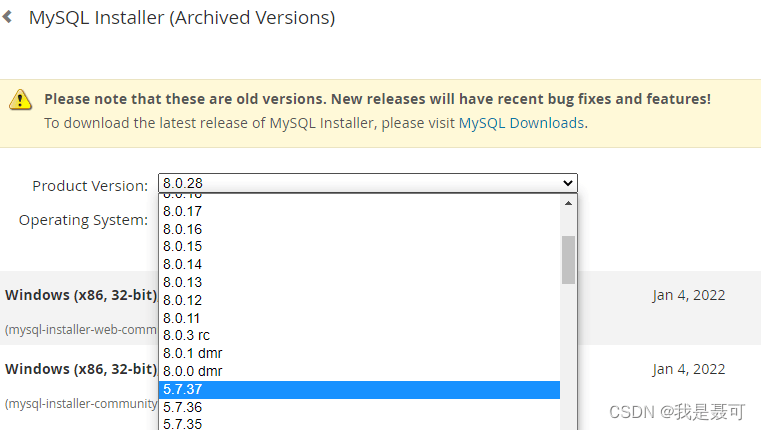 MySQL Installer (Archived Versions)
Please note that these are old versions. New releases will have recent bug fixes and features!
To download the latest release of MySQL Installer, please visit MySQL Downloads.
Product Version:
8.0.28
Operating System:
8.0.17
8.0.16
8.0.15
8.0.14
8.0.13
8.0.12
8.0.11
8.0.3 rc
8.0.1 dmr
8.0.0 dmr
5.7.37
5.7.36
5.7.35
Windows (x86, 32-bit)
Jan 4, 2022
(mysql-installer-web-comm
Windows (x86, 32-bit)
Jan 4, 2022
(mysql-installer-community
CSDN @我是聂可